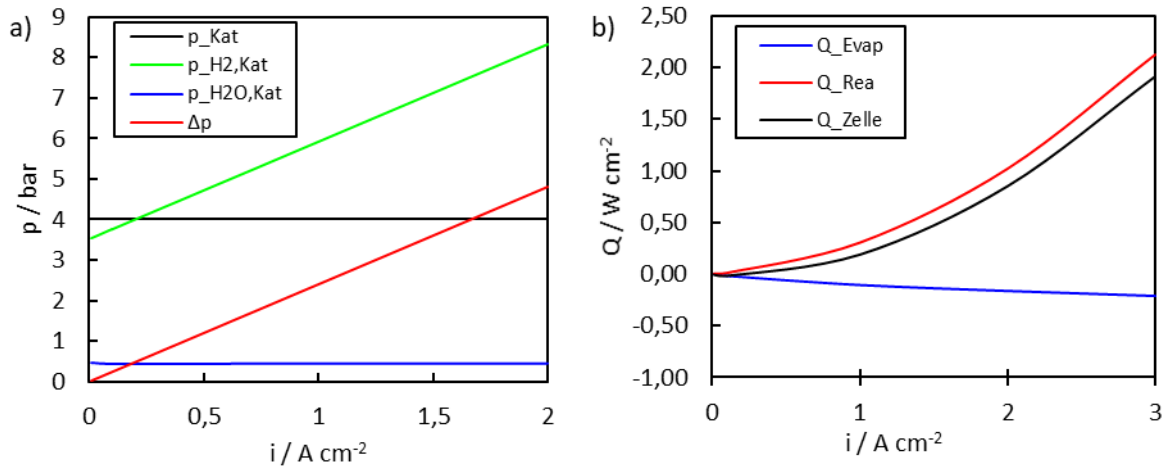 a)
p / bar
9
8
7
6
5
4
3
2
1
0
p_Kat
p_H2,Kat
p_H2O,Kat
Δp
0 0,5 1 1,5 2
i / A cm⁻²
b)
Q / W cm⁻²
2,50
2,00
1,50
1,00
0,50
0,00
-0,50
-1,00
Q_Evap
Q_Rea
Q_Zelle
0 1 2 3
i / A cm⁻²